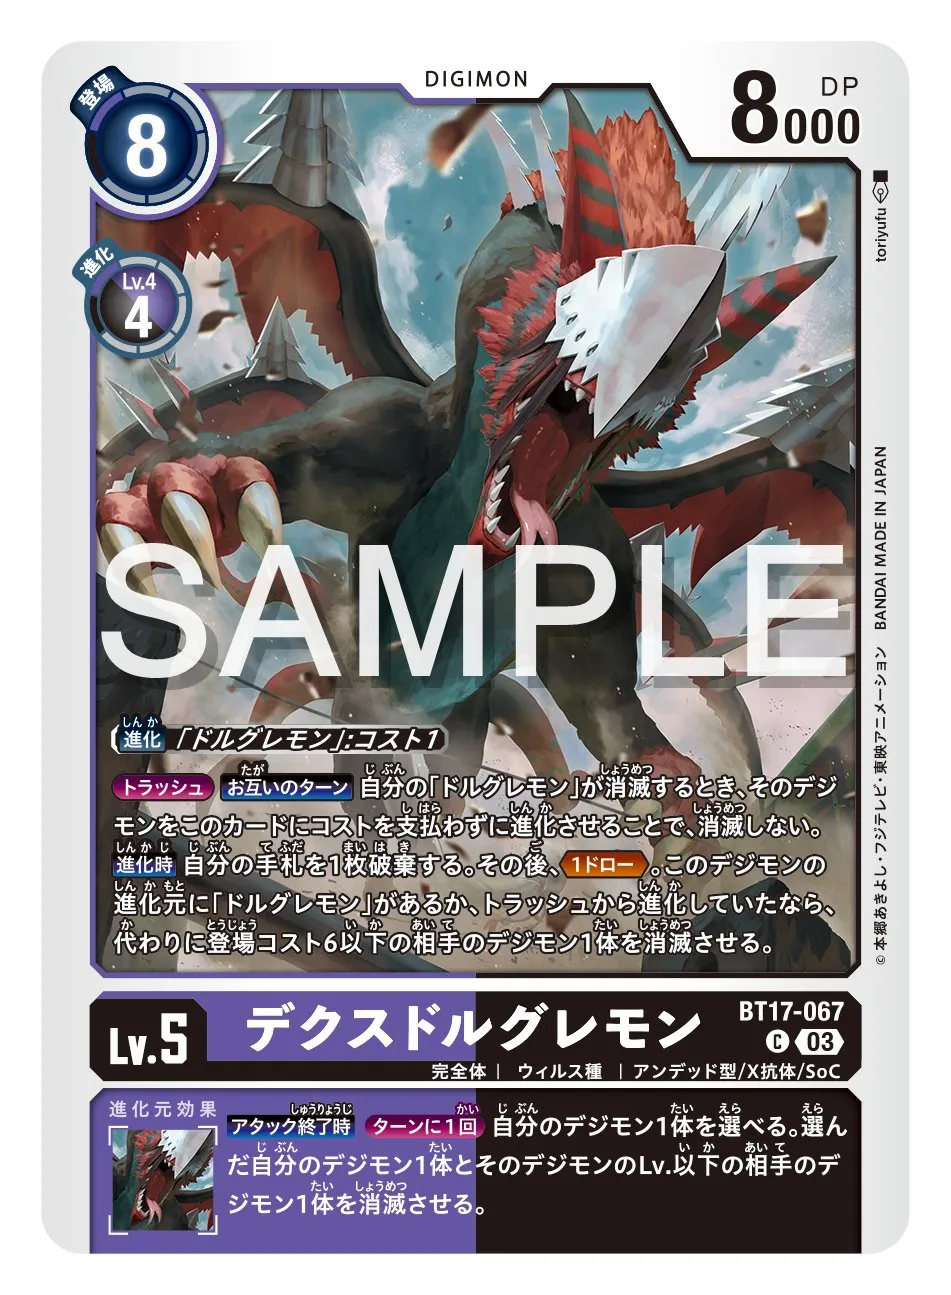 DIGIMON
登場
8
DP
8000
進化
Lv.4
4
toriyufu
©本郷あきよし・フジテレビ・東映アニメーション BANDAI MADE IN JAPAN
SAMPLE
進化 「ドルグレモン」:コスト1
トラッシュ お互いのターン 自分の「ドルグレモン」が消滅するとき、そのデジ
モンをこのカードにコストを支払わずに進化させることで、消滅しない。
進化時 自分の手札を1枚破棄する。その後、1ドロー。このデジモンの
進化元に「ドルグレモン」があるか、トラッシュから進化していたなら、
代わりに登場コスト6以下の相手のデジモン1体を消滅させる。
Lv.5
デクスドルグレモン
BT17-067
C 03
完全体 | ウィルス種 | アンデッド型/X抗体/SoC
進化元効果
アタック終了時 ターンに1回 自分のデジモン1体を選べる。選ん
だ自分のデジモン1体とそのデジモンのLv.以下の相手のデ
ジモン1体を消滅させる。